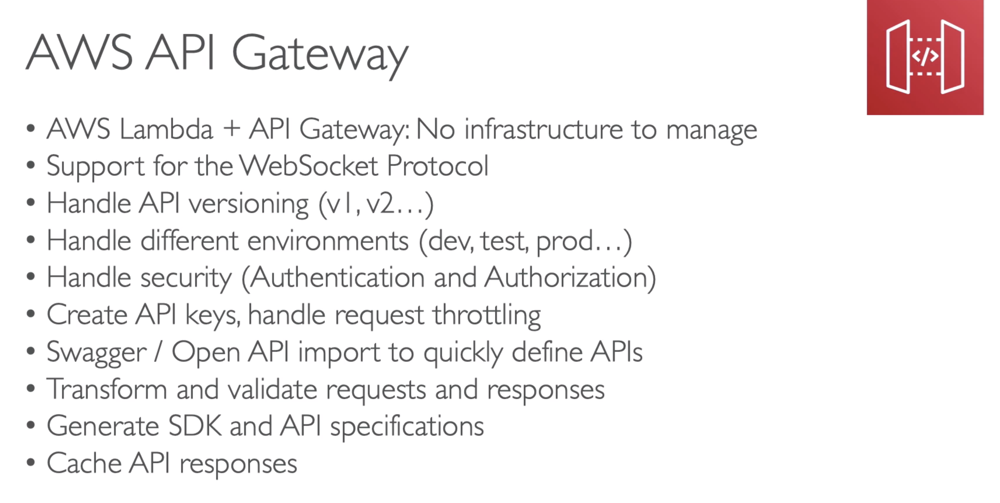 AWS API Gateway
</>
• AWS Lambda + API Gateway: No infrastructure to manage
• Support for the WebSocket Protocol
• Handle API versioning (v1, v2…)
• Handle different environments (dev, test, prod…)
• Handle security (Authentication and Authorization)
• Create API keys, handle request throttling
• Swagger / Open API import to quickly define APIs
• Transform and validate requests and responses
• Generate SDK and API specifications
• Cache API responses